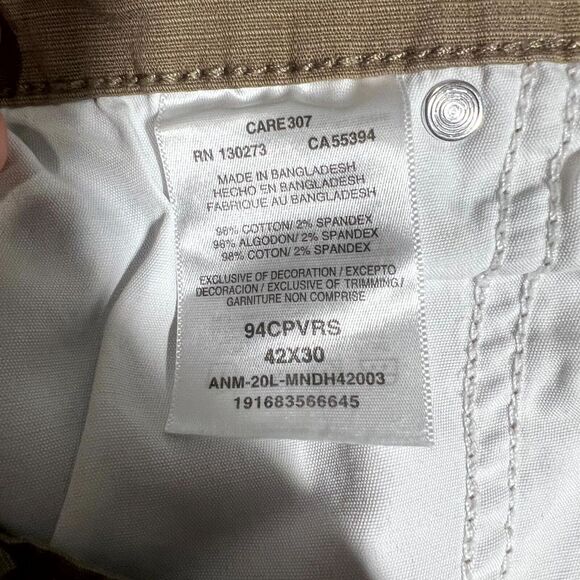 CARE307
RN 130273 CA55394
MADE IN BANGLADESH
HECHO EN BANGLADESH
FABRIQUE AU BANGLADESH
98% COTTON/ 2% SPANDEX
98% ALGODON/ 2% SPANDEX
98% COTON/ 2% SPANDEX
EXCLUSIVE OF DECORATION / EXCEPTO
DECORACION / EXCLUSIVE OF TRIMMING /
GARNITURE NON COMPRISE
94CPVRS
42X30
ANM-20L-MNDH42003
191683566645